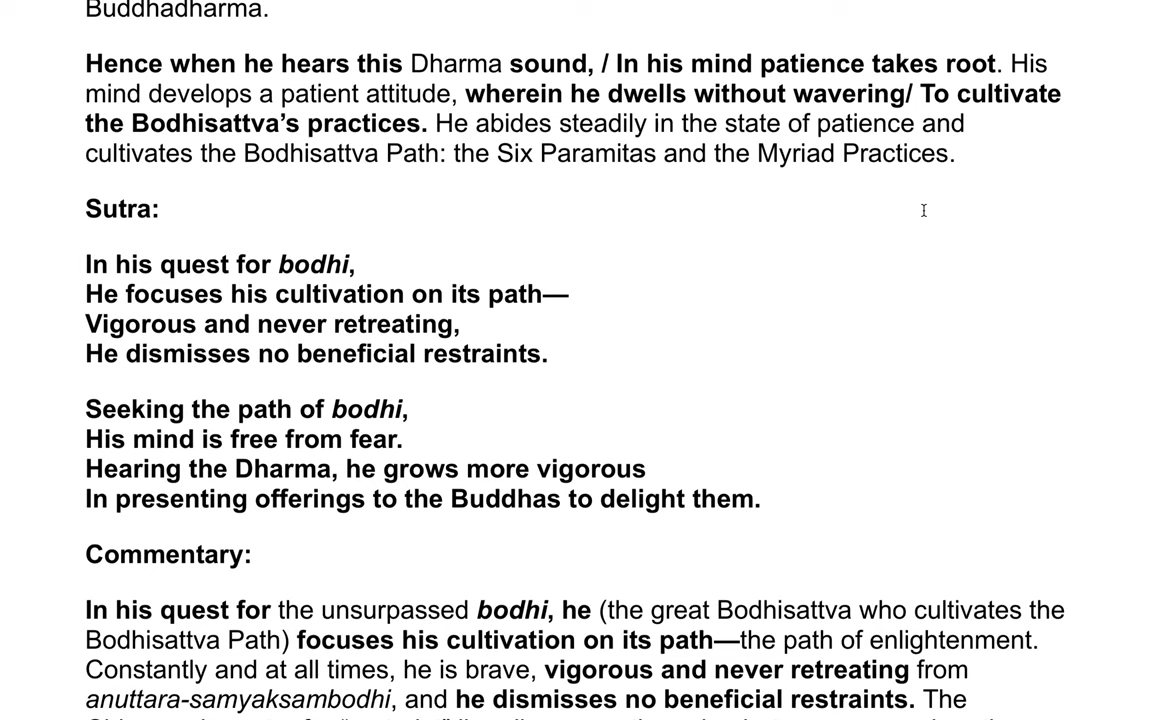 Buddhadharma.
Hence when he hears this Dharma sound, / In his mind patience takes root. His
mind develops a patient attitude, wherein he dwells without wavering/ To cultivate
the Bodhisattva’s practices. He abides steadily in the state of patience and
cultivates the Bodhisattva Path: the Six Paramitas and the Myriad Practices.
Sutra:
In his quest for bodhi,
He focuses his cultivation on its path—
Vigorous and never retreating,
He dismisses no beneficial restraints.
Seeking the path of bodhi,
His mind is free from fear.
Hearing the Dharma, he grows more vigorous
In presenting offerings to the Buddhas to delight them.
Commentary:
In his quest for the unsurpassed bodhi, he (the great Bodhisattva who cultivates the
Bodhisattva Path) focuses his cultivation on its path—the path of enlightenment.
Constantly and at all times, he is brave, vigorous and never retreating from
anuttara-samyaksambodhi, and he dismisses no beneficial restraints. The